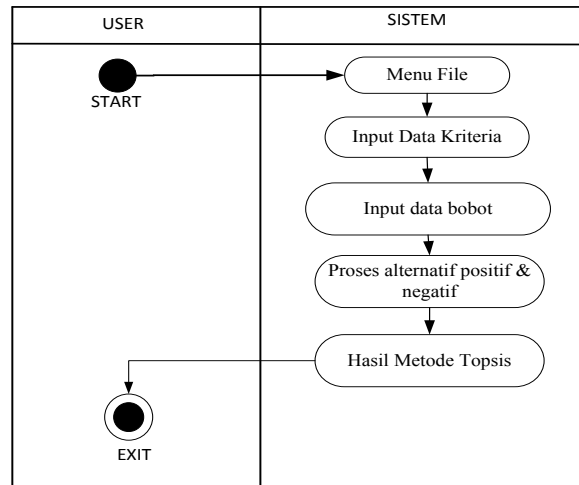 USER
SISTEM
START
Menu File
Input Data Kriteria
Input data bobot
Proses alternatif positif &
negatif
Hasil Metode Topsis
EXIT